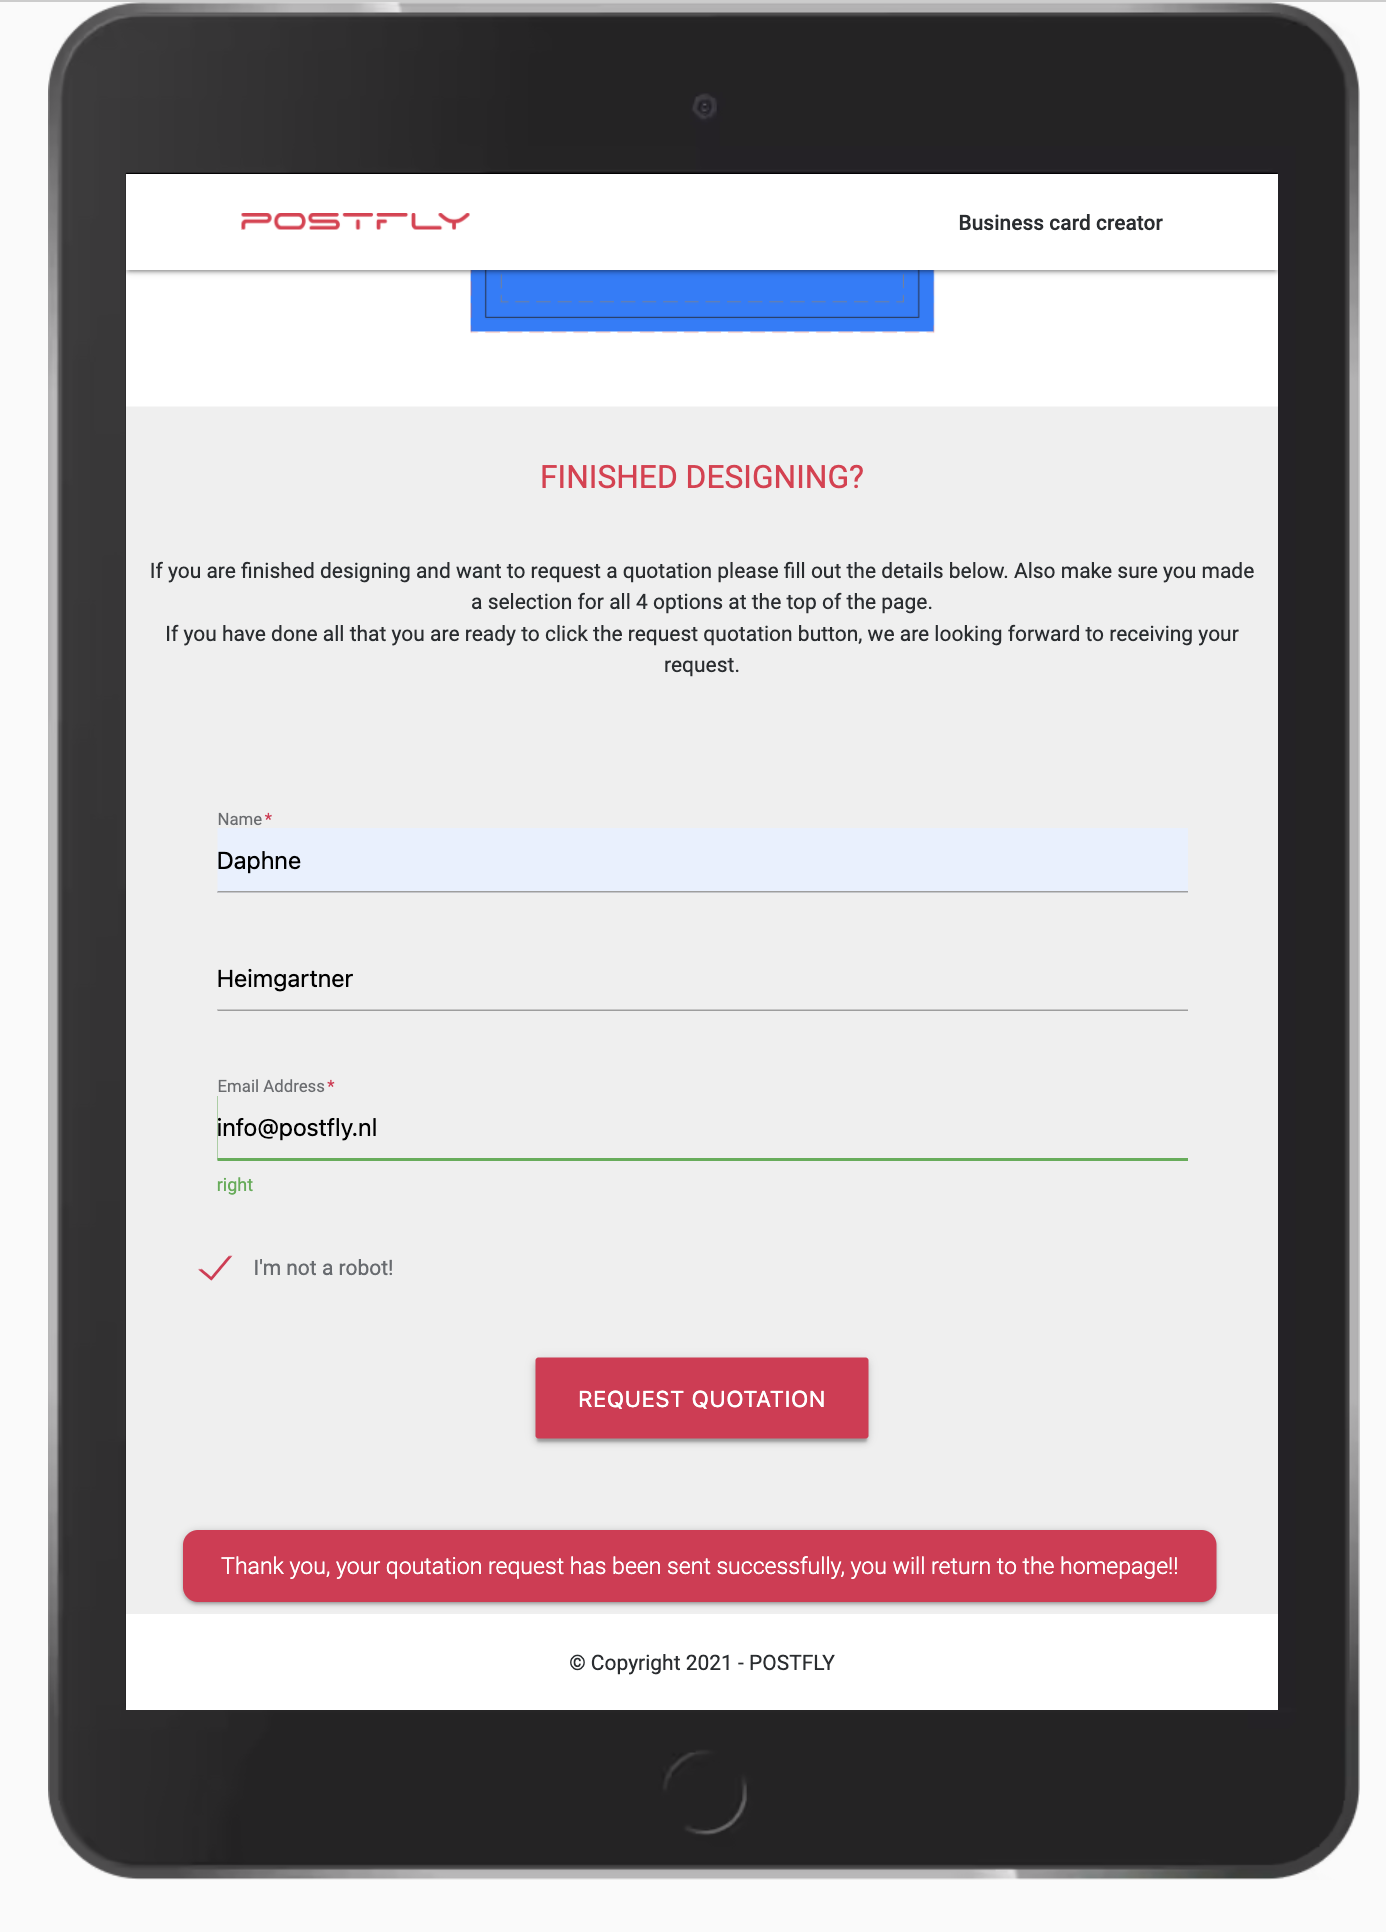 POSTFLY
Business card creator
FINISHED DESIGNING?
If you are finished designing and want to request a quotation please fill out the details below. Also make sure you made
a selection for all 4 options at the top of the page.
If you have done all that you are ready to click the request quotation button, we are looking forward to receiving your
request.
Name*
Daphne
Heimgartner
Email Address*
info@postfly.nl
right
I'm not a robot!
REQUEST QUOTATION
Thank you, your qoutation request has been sent successfully, you will return to the homepage!!
© Copyright 2021 - POSTFLY